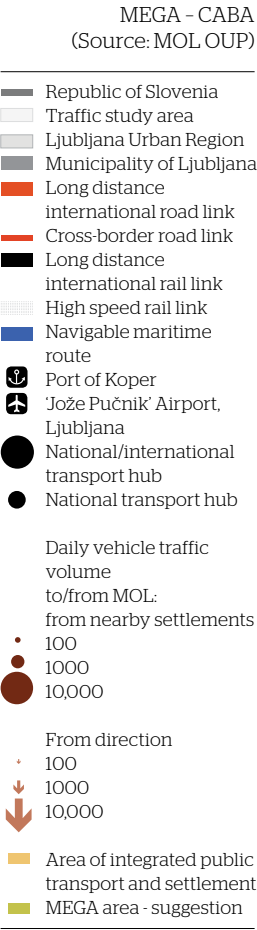 MEGA – CABA
(Source: MOL OUP)
Republic of Slovenia
Traffic study area
Ljubljana Urban Region
Municipality of Ljubljana
Long distance
international road link
Cross-border road link
Long distance
international rail link
High speed rail link
Navigable maritime
route
Port of Koper
‘Jože Pučnik’ Airport,
Ljubljana
National/international
transport hub
National transport hub
Daily vehicle traffic
volume
to/from MOL:
from nearby settlements
100
1000
10,000
From direction
100
1000
10,000
Area of integrated public
transport and settlement
MEGA area - suggestion